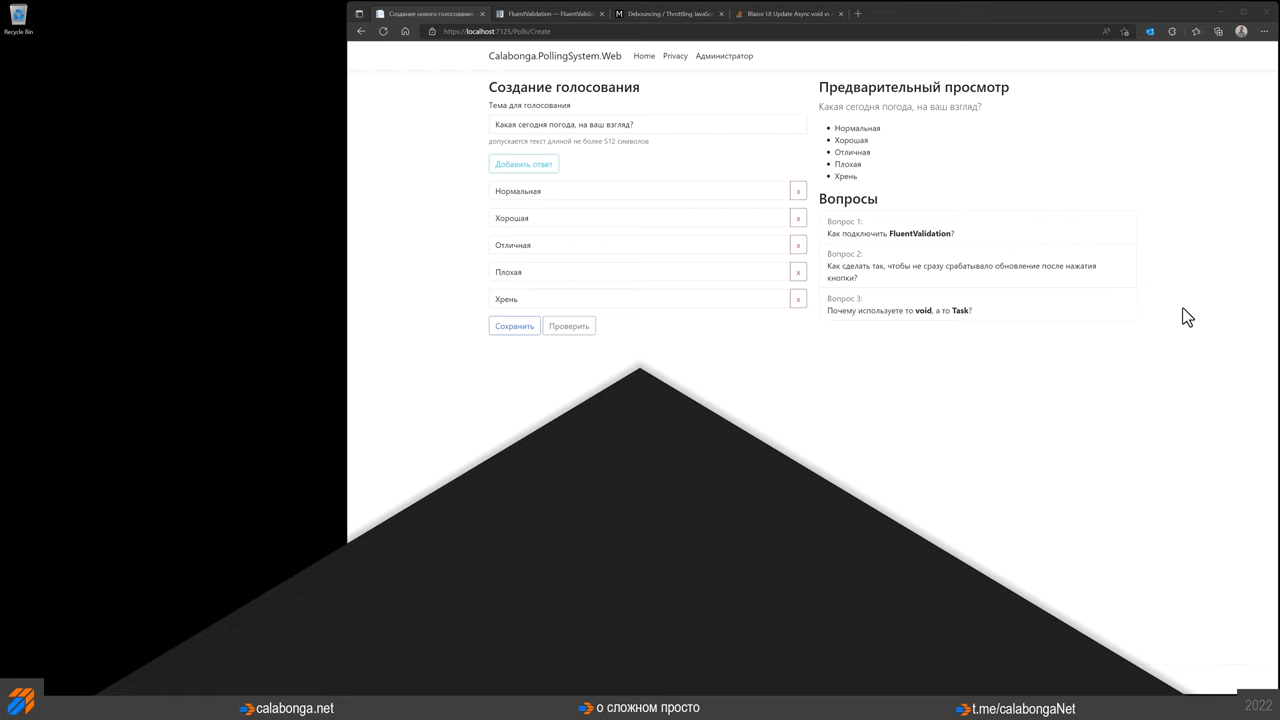 Recycle Bin
Создание нового голосовани
FluentValidation — FluentValid
Debouncing / Throttling JavaSc
Blazor UI Update Async void vs
https://localhost:7125/Polls/Create
Calabonga.PollingSystem.Web
Home
Privacy
Администратор
Создание голосования
Тема для голосования
Какая сегодня погода, на ваш взгляд?
допускается текст длиной не более 512 символов
Добавить ответ
Нормальная
x
Хорошая
x
Отличная
x
Плохая
x
Хрень
x
Сохранить
Проверить
Предварительный просмотр
Какая сегодня погода, на ваш взгляд?
Нормальная
Хорошая
Отличная
Плохая
Хрень
Вопросы
Вопрос 1:
Как подключить FluentValidation?
Вопрос 2:
Как сделать так, чтобы не сразу срабатывало обновление после нажатия
кнопки?
Вопрос 3:
Почему используете то void, а то Task?
calabonga.net
о сложном просто
t.me/calabongaNet
2022